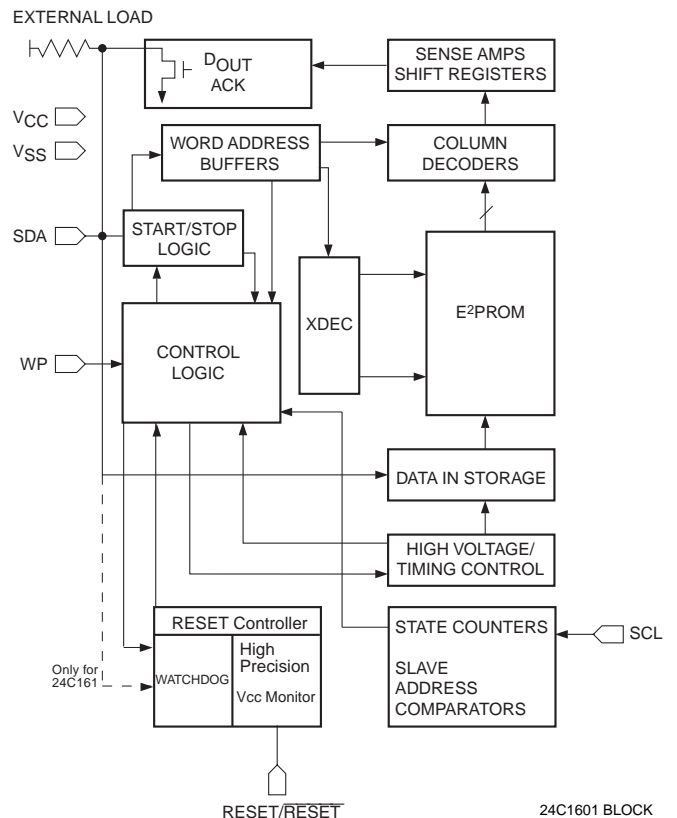 EXTERNAL LOAD
DOUT
ACK
SENSE AMPS
SHIFT REGISTERS
VCC
VSS
WORD ADDRESS
BUFFERS
COLUMN
DECODERS
SDA
START/STOP
LOGIC
XDEC
E²PROM
WP
CONTROL
LOGIC
DATA IN STORAGE
HIGH VOLTAGE/
TIMING CONTROL
RESET Controller
WATCHDOG
High
Precision
Vcc Monitor
Only for
24C161
STATE COUNTERS
SLAVE
ADDRESS
COMPARATORS
SCL
RESET/R̅E̅S̅E̅T̅
24C1601 BLOCK